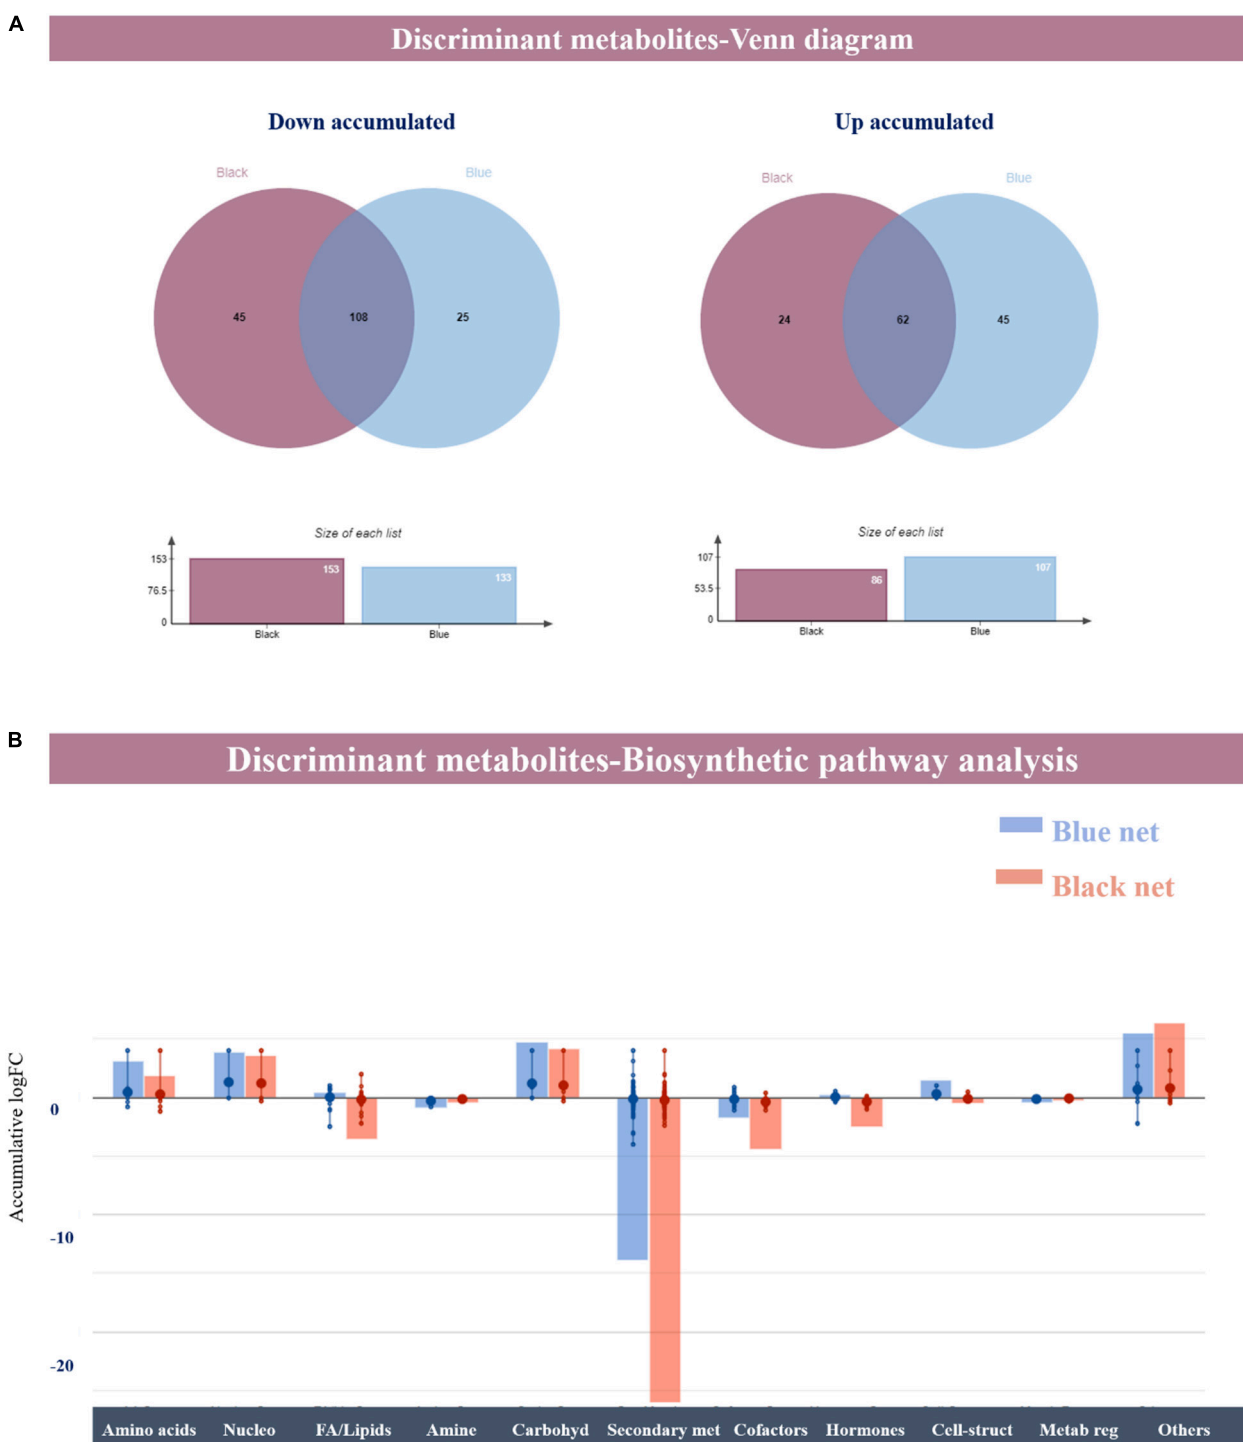 A
Discriminant metabolites-Venn diagram
Down accumulated
Up accumulated
Black
Blue
Black
Blue
45
108
25
24
62
45
Size of each list
153
76.5
0
153
133
Black
Blue
Size of each list
107
53.5
0
86
107
Black
Blue
B
Discriminant metabolites-Biosynthetic pathway analysis
Blue net
Black net
Accumulative logFC
0
-10
-20
Amino acids
Nucleo
FA/Lipids
Amine
Carbohyd
Secondary met
Cofactors
Hormones
Cell-struct
Metab reg
Others